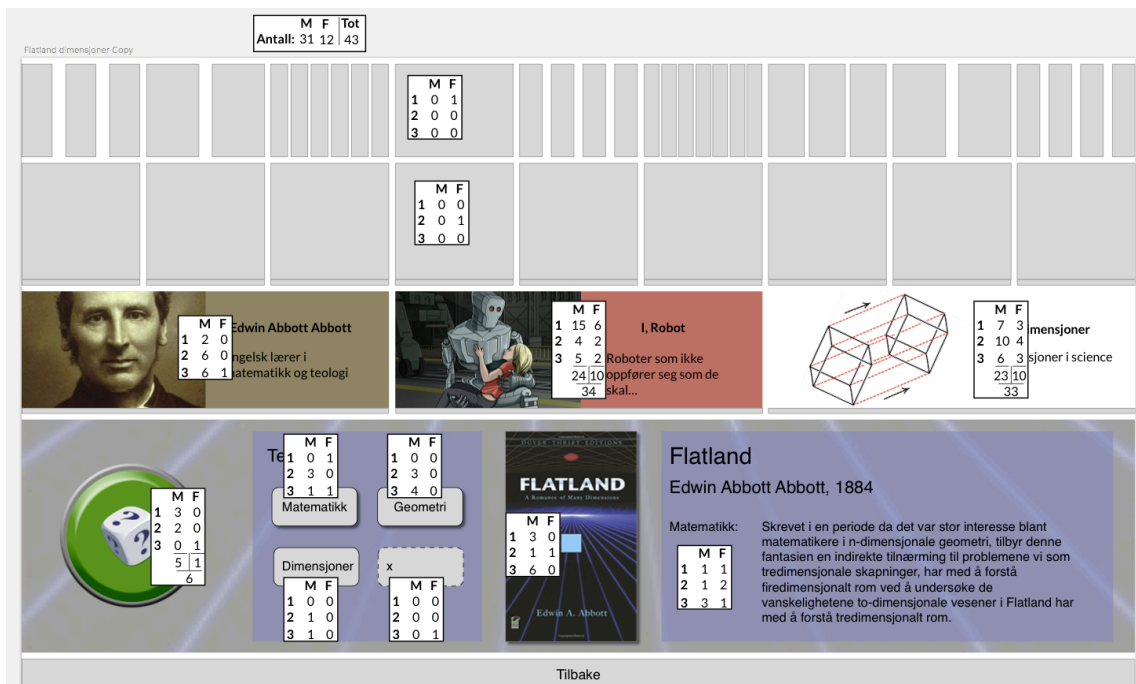 M F Tot
Antall: 31 12 43
Flatland dimensjoner Copy
M F
1 0 1
2 0 0
3 0 0
M F
1 0 0
2 0 1
3 0 0
M F
1 2 0
2 6 0
3 6 1
Edwin Abbott Abbott
ngelsk lærer i
matematikk og teologi
M F
1 15 6
2 4 2
3 5 2
24 10
34
I, Robot
Roboter som ikke
oppfører seg som de
skal...
M F
1 7 3
2 10 4
3 6 3
23 10
33
mensjoner
sjoner i science
M F
1 3 0
2 2 0
3 0 1
5 1
6
Te
M F
1 0 1
2 3 0
3 1 1
Matematikk
M F
1 0 0
2 3 0
3 4 0
Geometri
Dimensjoner
M F
1 0 0
2 1 0
3 1 0
x
M F
1 0 0
2 0 0
3 0 1
DOVER THRIFT EDITIONS
FLATLAND
A Romance of Many Dimensions
M F
1 3 0
2 1 1
3 6 0
Edwin A. Abbott
Flatland
Edwin Abbott Abbott, 1884
Matematikk:
M F
1 1 1
2 1 2
3 3 1
Skrevet i en periode da det var stor interesse blant
matematikere i n-dimensjonale geometri, tilbyr denne
fantasien en indirekte tilnærming til problemene vi som
tredimensjonale skapninger, har med å forstå
firedimensjonalt rom ved å undersøke de
vanskelighetene to-dimensjonale vesener i Flatland har
med å forstå tredimensjonalt rom.
Tilbake